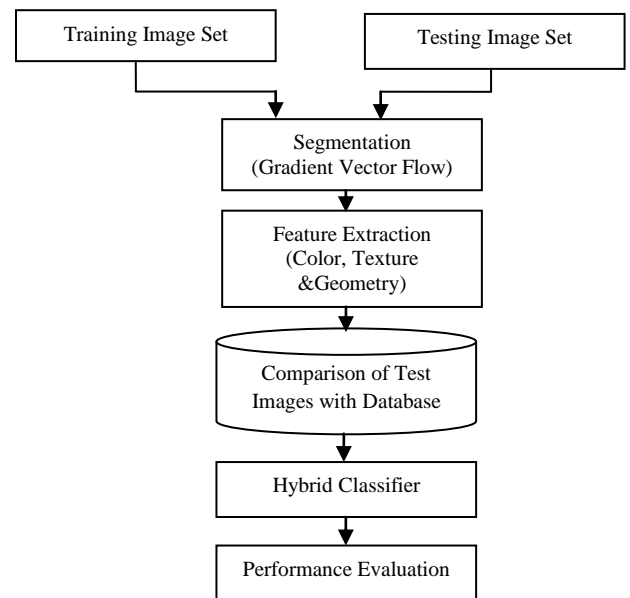 Training Image Set
Testing Image Set
Segmentation
(Gradient Vector Flow)
Feature Extraction
(Color, Texture
&Geometry)
Comparison of Test
Images with Database
Hybrid Classifier
Performance Evaluation